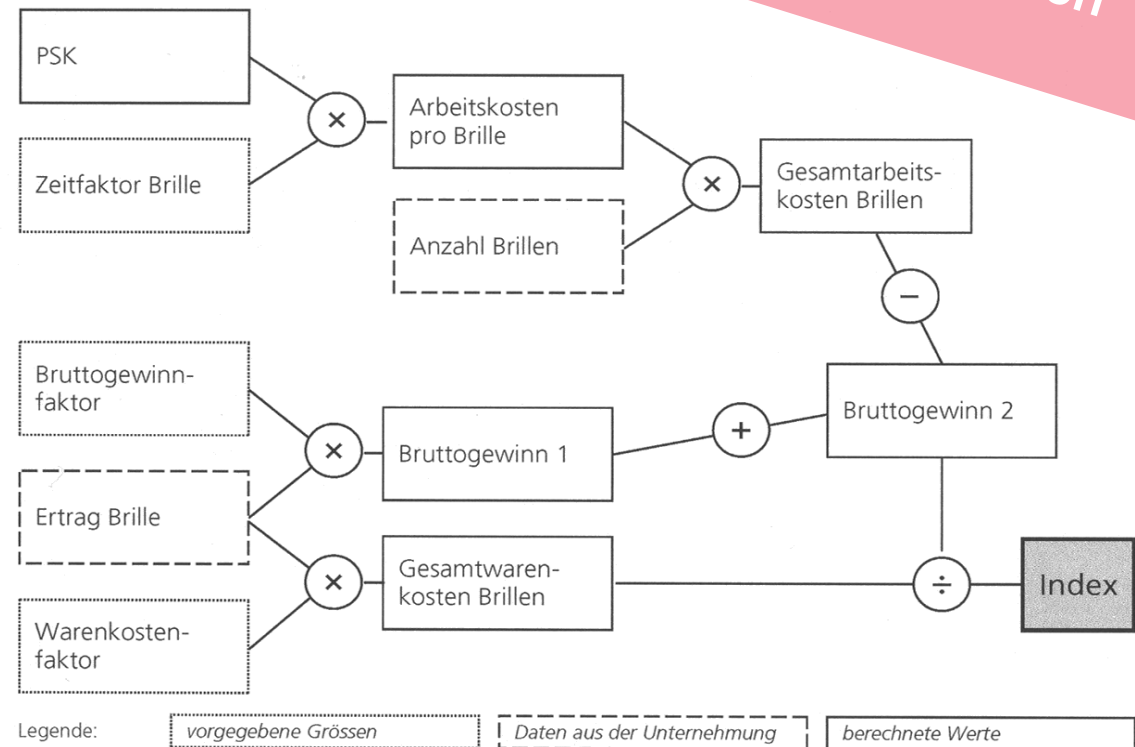 PSK
Zeitfaktor Brille
×
Arbeitskosten
pro Brille
Anzahl Brillen
×
Gesamtarbeits-
kosten Brillen
−
Bruttogewinn-
faktor
Ertrag Brille
Warenkosten-
faktor
×
Bruttogewinn 1
+
Bruttogewinn 2
×
Gesamtwaren-
kosten Brillen
÷
Index
Legende:
vorgegebene Grössen
Daten aus der Unternehmung
berechnete Werte